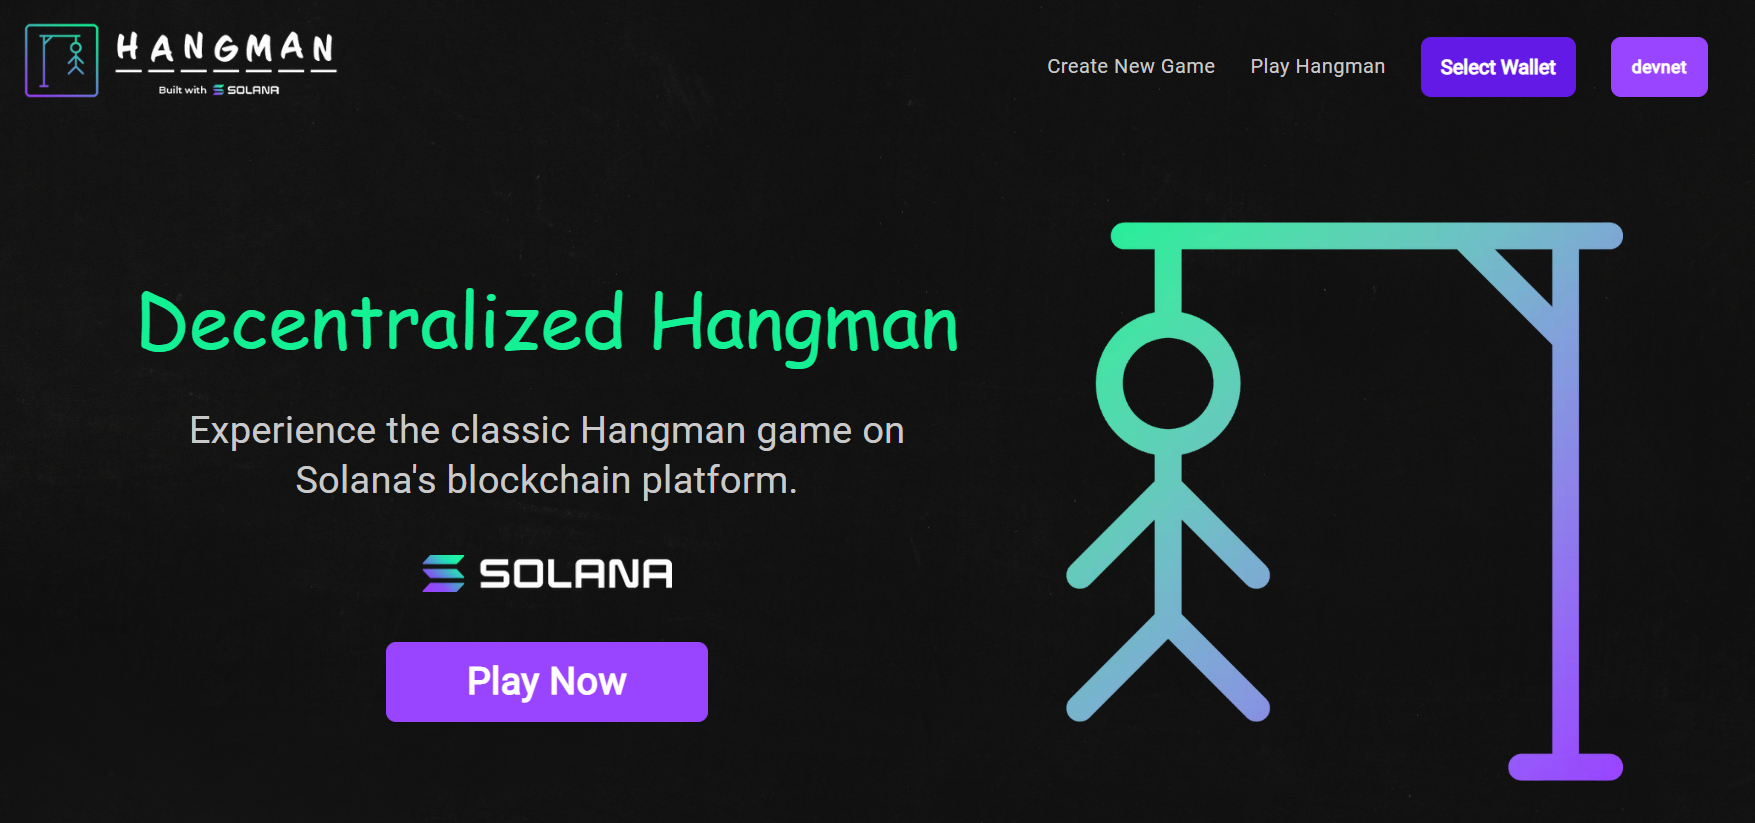 HANGMAN
Built with SOLANA
Create New Game
Play Hangman
Select Wallet
devnet
Decentralized Hangman
Experience the classic Hangman game on
Solana's blockchain platform.
SOLANA
Play Now